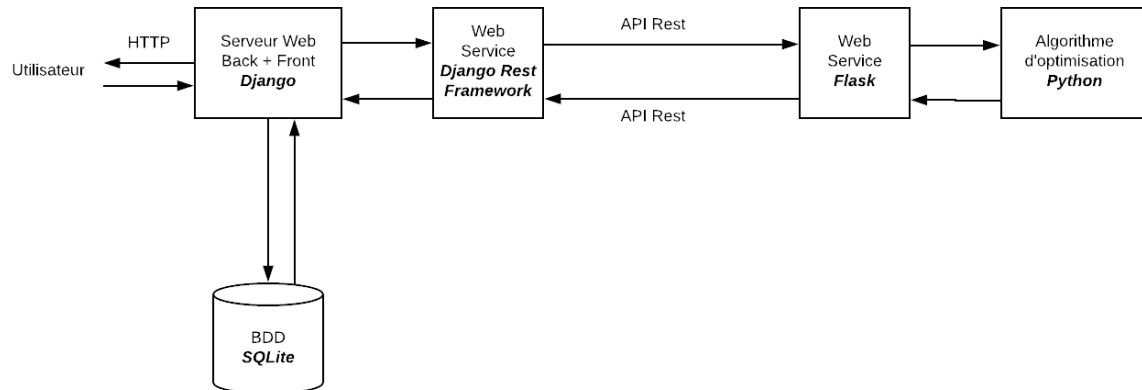 Utilisateur
HTTP
Serveur Web
Back + Front
Django
Web
Service
Django Rest
Framework
API Rest
API Rest
Web
Service
Flask
Algorithme
d'optimisation
Python
BDD
SQLite